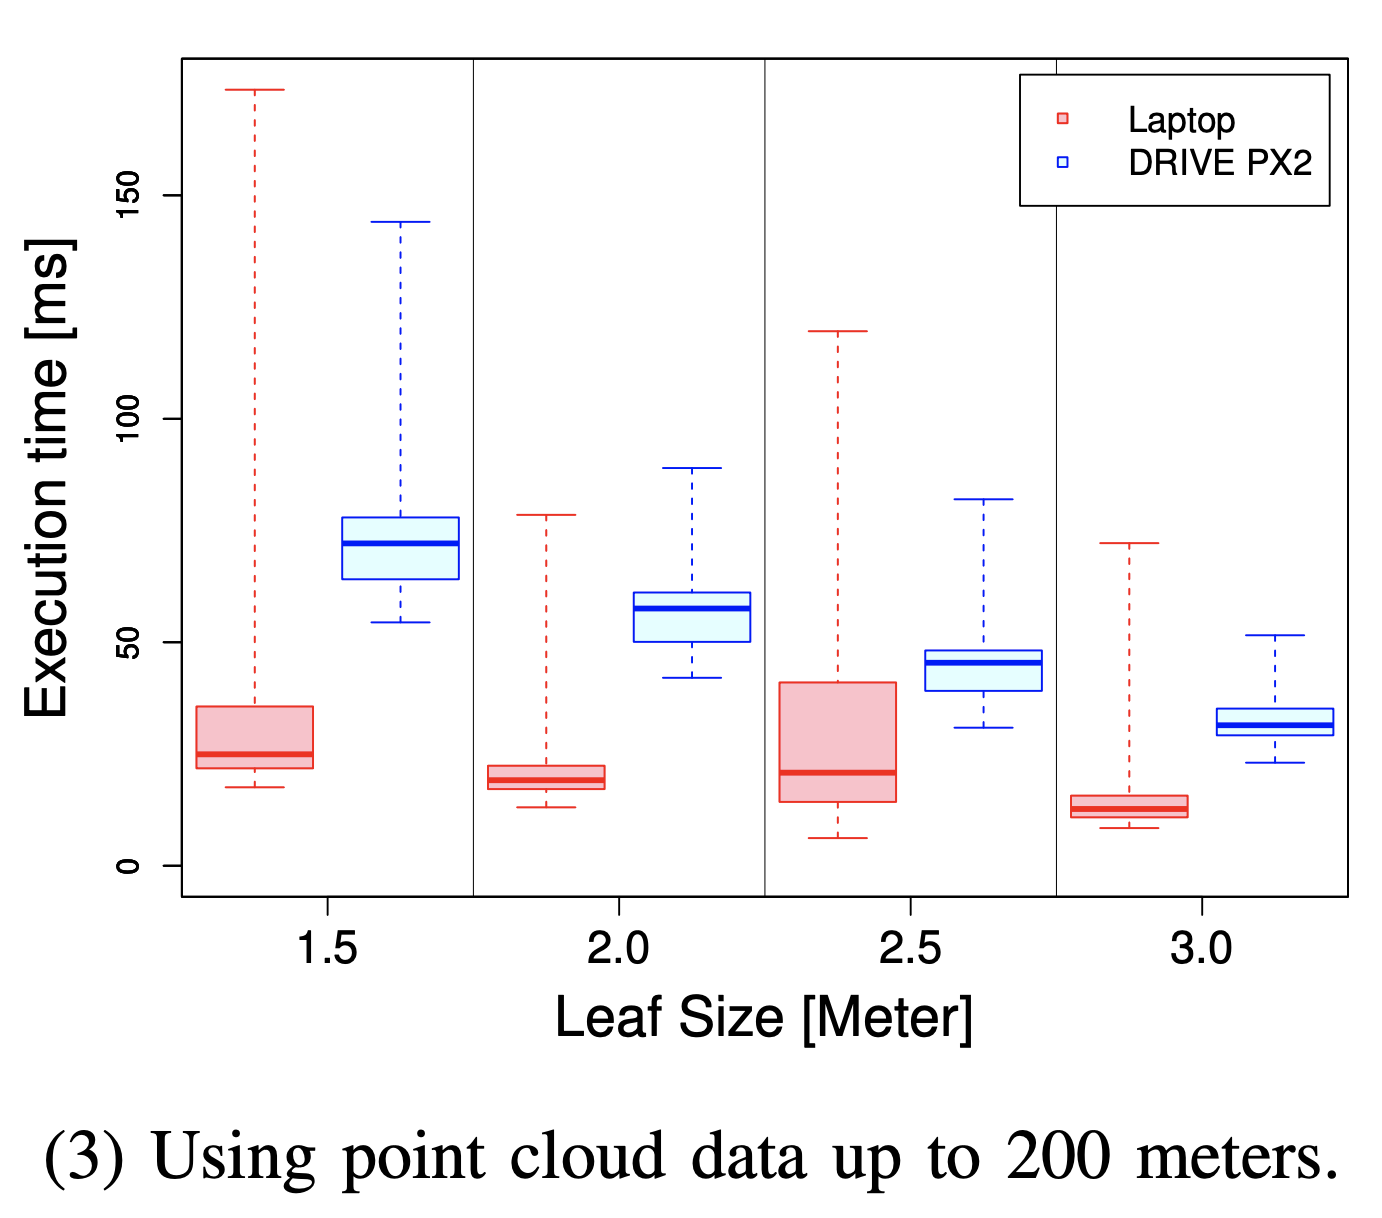 Laptop
DRIVE PX2
Execution time [ms]
150
100
50
0
1.5 2.0 2.5 3.0
Leaf Size [Meter]
(3) Using point cloud data up to 200 meters.